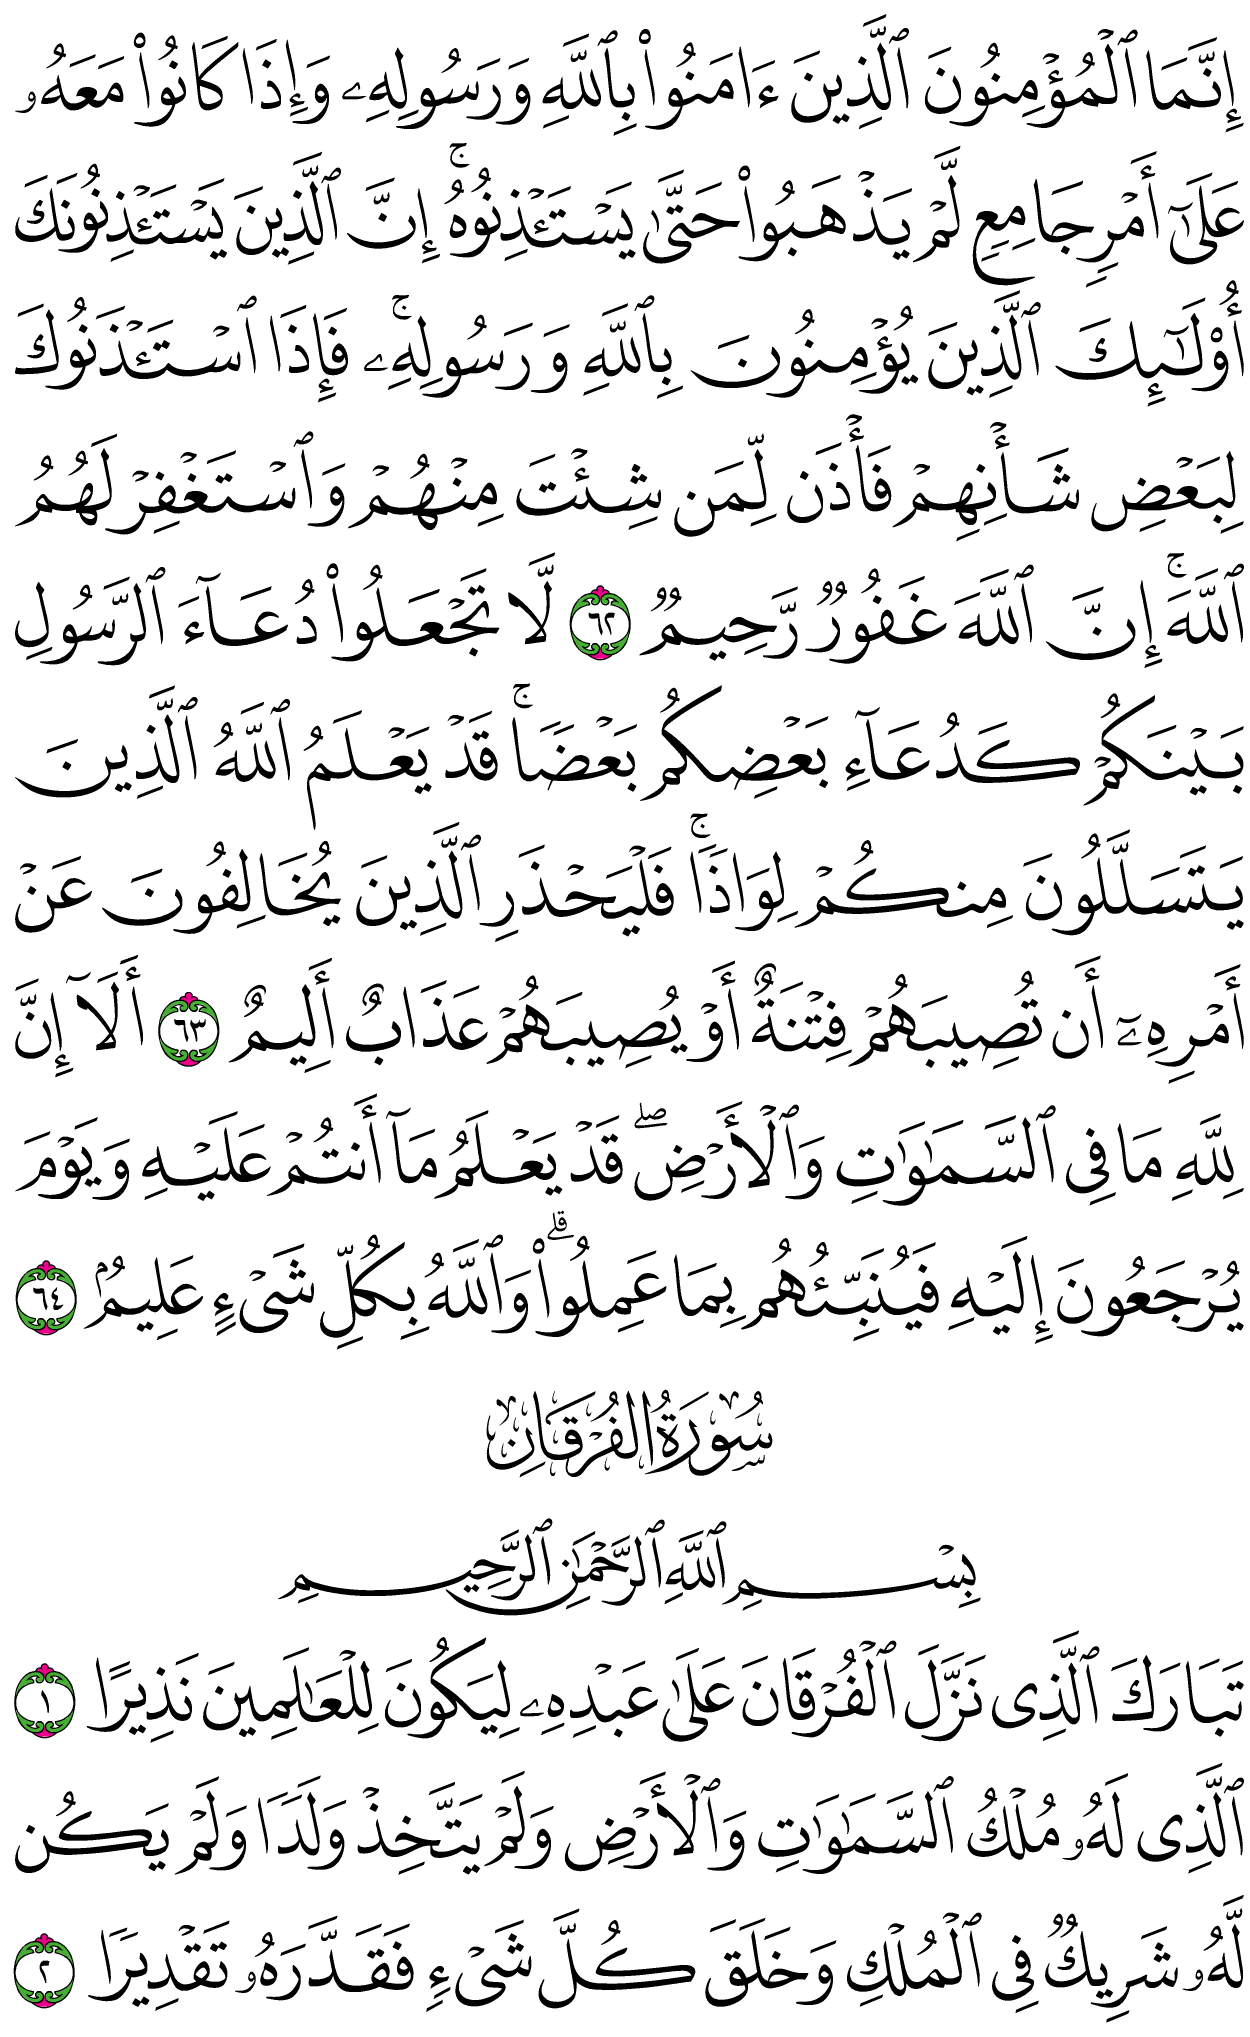 إِنَّمَا ٱلْمُؤْمِنُونَ ٱلَّذِينَ ءَامَنُوا۟ بِٱللَّهِ وَرَسُولِهِۦ وَإِذَا كَانُوا۟ مَعَهُۥ
عَلَىٰٓ أَمْرٍ جَامِعٍ لَّمْ يَذْهَبُوا۟ حَتَّىٰ يَسْتَـْٔذِنُوهُ ۚ إِنَّ ٱلَّذِينَ يَسْتَـْٔذِنُونَكَ
أُو۟لَـٰٓئِكَ ٱلَّذِينَ يُؤْمِنُونَ بِٱللَّهِ وَرَسُولِهِۦ ۚ فَإِذَا ٱسْتَـْٔذَنُوكَ
لِبَعْضِ شَأْنِهِمْ فَأْذَن لِّمَن شِئْتَ مِنْهُمْ وَٱسْتَغْفِرْ لَهُمُ
ٱللَّهَ ۚ إِنَّ ٱللَّهَ غَفُورٌ رَّحِيمٌ ٦٢ لَّا تَجْعَلُوا۟ دُعَآءَ ٱلرَّسُولِ
بَيْنَكُمْ كَدُعَآءِ بَعْضِكُم بَعْضًا ۚ قَدْ يَعْلَمُ ٱللَّهُ ٱلَّذِينَ
يَتَسَلَّلُونَ مِنكُمْ لِوَاذًا ۚ فَلْيَحْذَرِ ٱلَّذِينَ يُخَالِفُونَ عَنْ
أَمْرِهِۦٓ أَن تُصِيبَهُمْ فِتْنَةٌ أَوْ يُصِيبَهُمْ عَذَابٌ أَلِيمٌ ٦٣ أَلَآ إِنَّ
لِلَّهِ مَا فِى ٱلسَّمَـٰوَٰتِ وَٱلْأَرْضِ ۖ قَدْ يَعْلَمُ مَآ أَنتُمْ عَلَيْهِ وَيَوْمَ
يُرْجَعُونَ إِلَيْهِ فَيُنَبِّئُهُم بِمَا عَمِلُوا۟ ۗ وَٱللَّهُ بِكُلِّ شَىْءٍ عَلِيمٌۢ ٦٤
سُورَةُ الفُرْقَانِ
بِسْمِ ٱللَّهِ ٱلرَّحْمَـٰنِ ٱلرَّحِيمِ
تَبَارَكَ ٱلَّذِى نَزَّلَ ٱلْفُرْقَانَ عَلَىٰ عَبْدِهِۦ لِيَكُونَ لِلْعَـٰلَمِينَ نَذِيرًا ١
ٱلَّذِى لَهُۥ مُلْكُ ٱلسَّمَـٰوَٰتِ وَٱلْأَرْضِ وَلَمْ يَتَّخِذْ وَلَدًا وَلَمْ يَكُن
لَّهُۥ شَرِيكٌ فِى ٱلْمُلْكِ وَخَلَقَ كُلَّ شَىْءٍ فَقَدَّرَهُۥ تَقْدِيرًا ٢